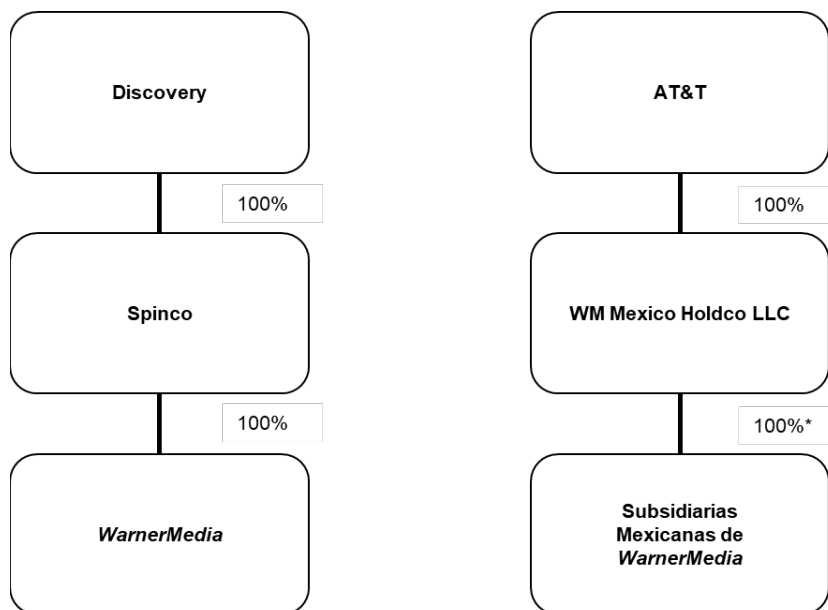 Discovery
AT&T
100%
100%
Spinco
WM Mexico Holdco LLC
100%
100%*
WarnerMedia
Subsidiarias
Mexicanas de
WarnerMedia